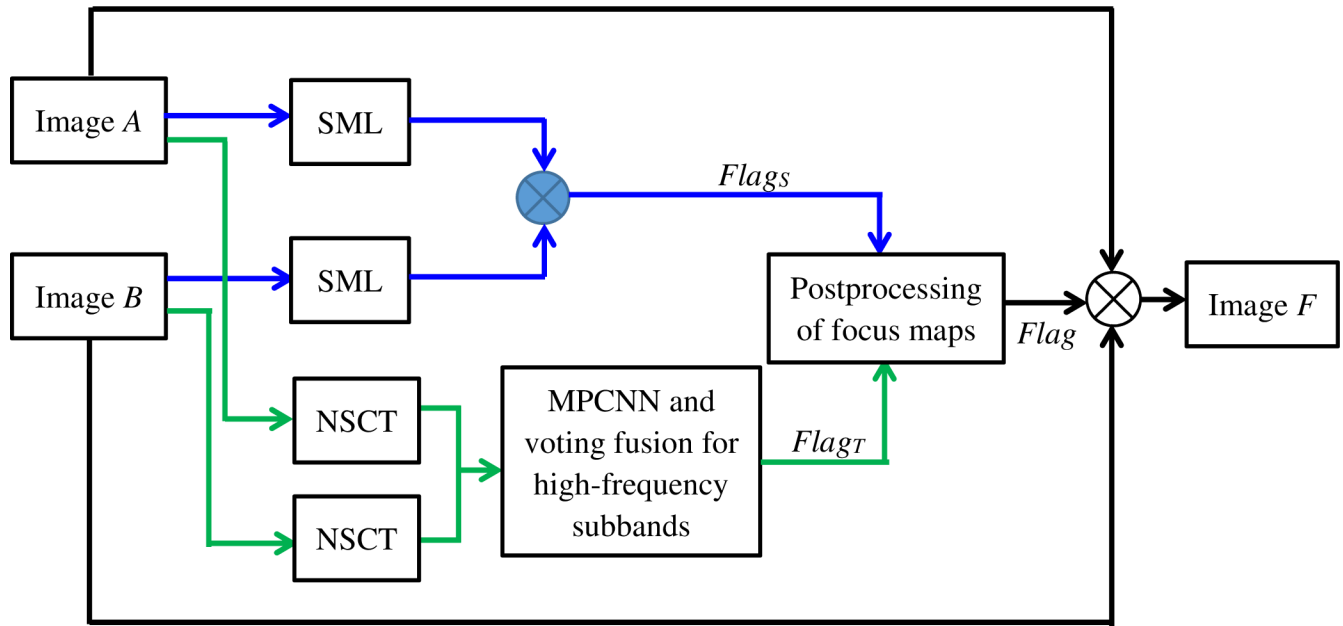 Image A
SML
Flags
Image B
SML
Postprocessing
of focus maps
Flag
Image F
NSCT
MPCNN and
voting fusion for
high-frequency
subbands
FlagT
NSCT